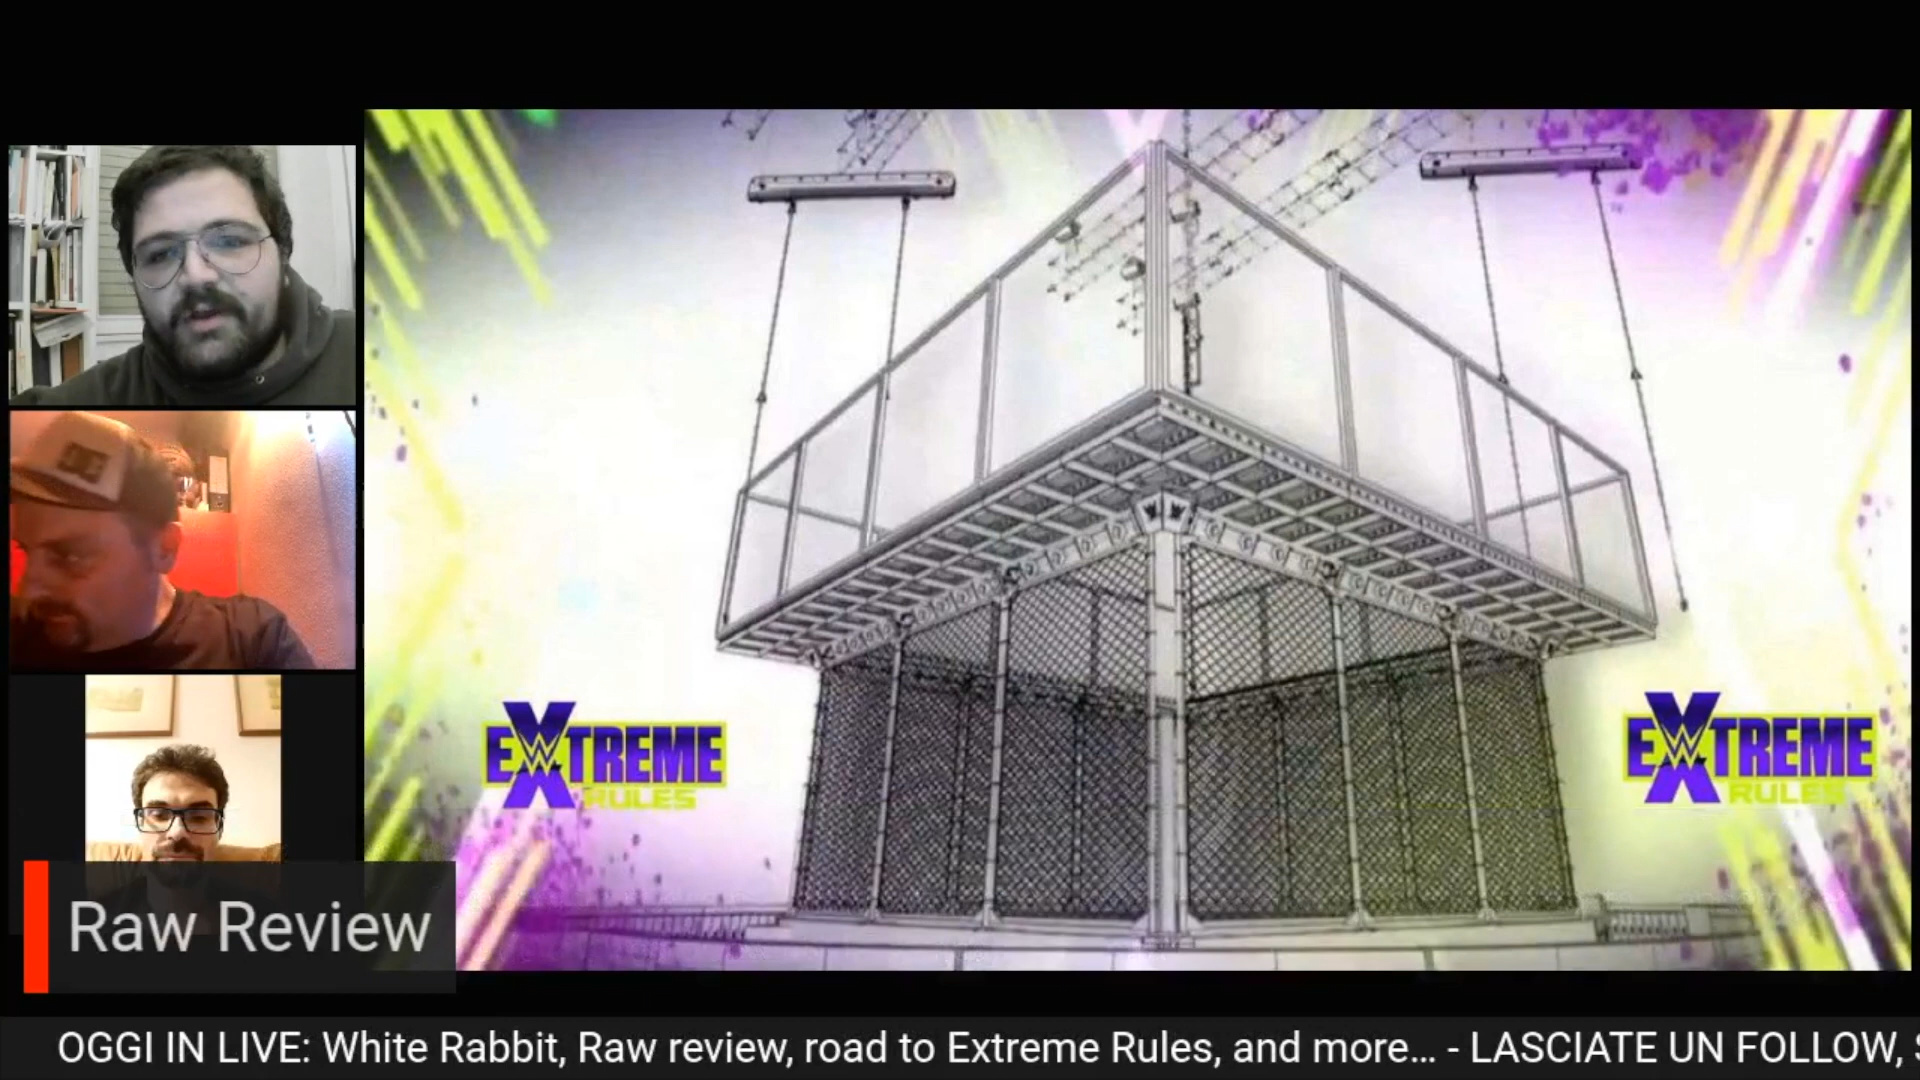 EXTREME
RULES
EXTREME
RULES
Raw Review
OGGI IN LIVE: White Rabbit, Raw review, road to Extreme Rules, and more... - LASCIATE UN FOLLOW,